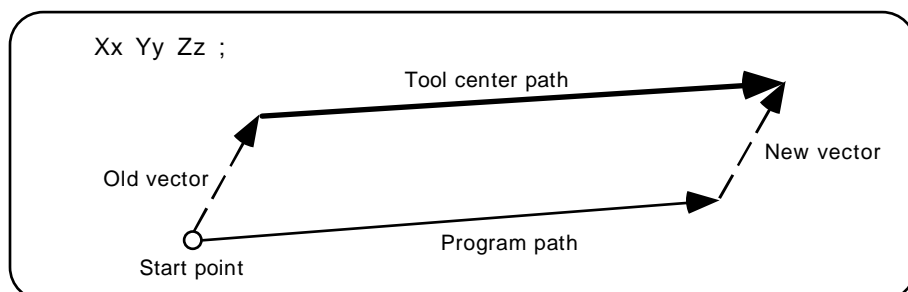 Xx Yy Zz ;
Tool center path
New vector
Old vector
Program path
Start point